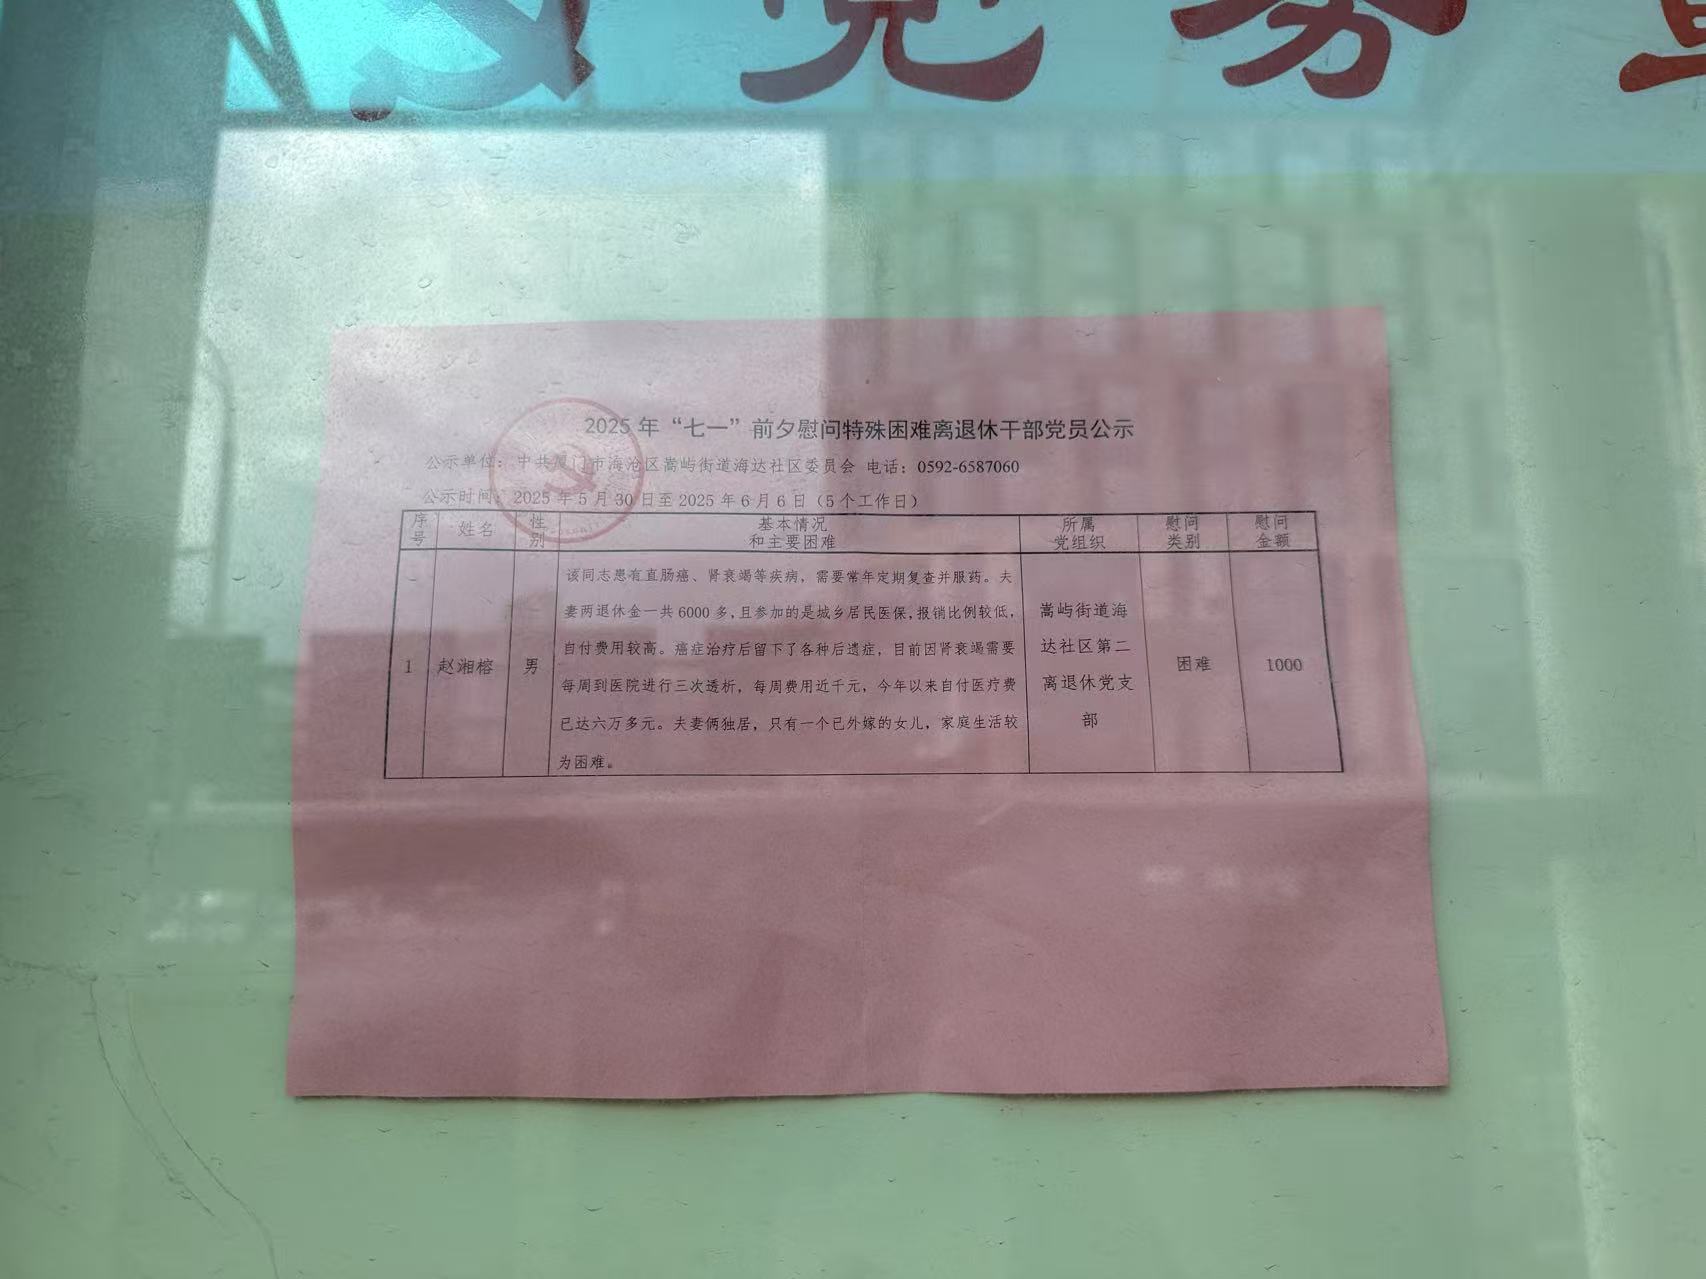 党务
2025年“七一”前夕慰问特殊困难离退休干部党员公示
公示单位：中共厦门市海沧区嵩屿街道海达社区委员会 电话：0592-6587060
公示时间：2025年5月30日至2025年6月6日（5个工作日）
序号 姓名 性别 基本情况和主要困难 所属党组织 慰问类别 慰问金额
1 赵湘榕 男
该同志患有直肠癌、肾衰竭等疾病，需要常年定期复查并服药。夫
妻两退休金一共6000多，且参加的是城乡居民医保，报销比例较低，
自付费用较高。癌症治疗后留下了各种后遗症，目前因肾衰竭需要
每周到医院进行三次透析，每周费用近千元，今年以来自付医疗费
已达六万多元。夫妻俩独居，只有一个已外嫁的女儿，家庭生活较
为困难。
嵩屿街道海
达社区第二
离退休党支
部
困难
1000